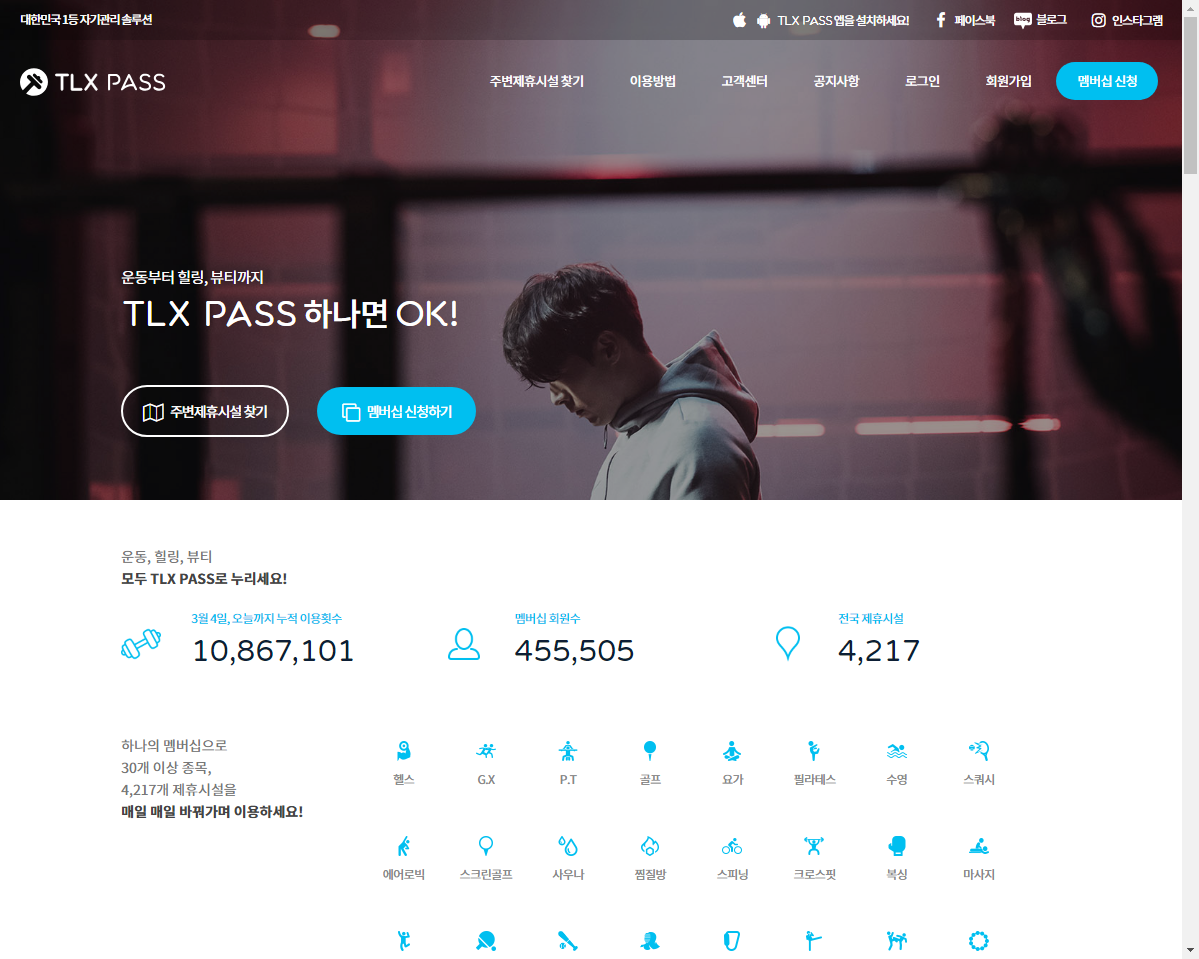 대한민국 1등 자기관리 솔루션
TLX PASS 앱을 설치하세요!
페이스북
blog 블로그
인스타그램
TLX PASS
주변제휴시설 찾기
이용방법
고객센터
공지사항
로그인
회원가입
멤버십 신청
운동부터 힐링, 뷰티까지
TLX PASS 하나면 OK!
주변제휴시설 찾기
멤버십 신청하기
운동, 힐링, 뷰티
모두 TLX PASS로 누리세요!
3월 4일, 오늘까지 누적 이용횟수
10,867,101
멤버십 회원수
455,505
전국 제휴시설
4,217
하나의 멤버십으로
30개 이상 종목,
4,217개 제휴시설을
매일 매일 바꿔가며 이용하세요!
헬스
G.X
P.T
골프
요가
필라테스
수영
스쿼시
에어로빅
스크린골프
사우나
찜질방
스피닝
크로스핏
복싱
마사지